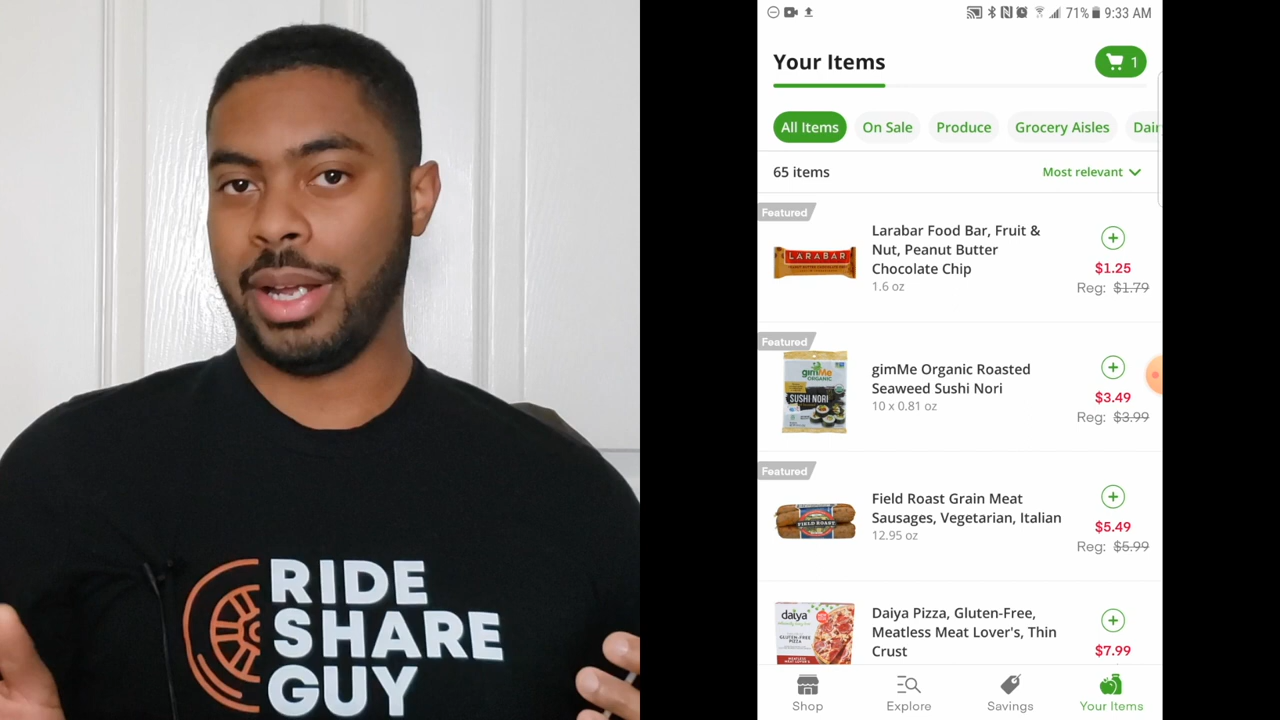 RIDE
SHARE
GUY
71% 9:33 AM
Your Items
1
All Items
On Sale
Produce
Grocery Aisles
Dair
65 items
Most relevant
Featured
LARABAR
Larabar Food Bar, Fruit &
Nut, Peanut Butter
Chocolate Chip
1.6 oz
$1.25
Reg: $1.79
Featured
gimMe
ORGANIC
SUSHI NORI
gimMe Organic Roasted
Seaweed Sushi Nori
10 x 0.81 oz
$3.49
Reg: $3.99
Featured
FIELD ROAST
Field Roast Grain Meat
Sausages, Vegetarian, Italian
12.95 oz
$5.49
Reg: $5.99
daiya
GLUTEN-FREE
PIZZA
Daiya Pizza, Gluten-Free,
Meatless Meat Lover's, Thin
Crust
$7.99
Shop
Explore
Savings
Your Items